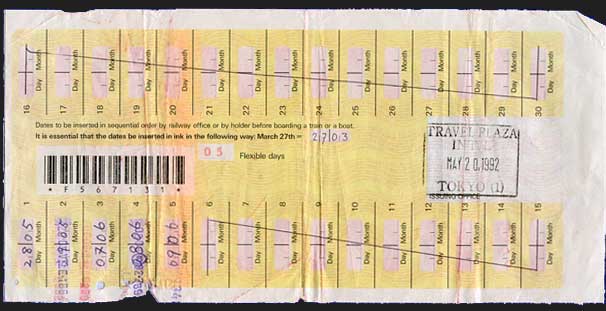 Month Month Month Month Month Month Month Month Month Month Month Month Month Month Month
Day Day Day Day Day Day Day Day Day Day Day Day Day Day Day
16 17 18 19 20 21 22 23 24 25 26 27 28 29 30
Dates to be inserted in sequential order by railway office or by holder before boarding a train or a boat.
It is essential that the dates be inserted in ink in the following way: March 27th = 27/03
05 Flexible days
*F567131*
TRAVEL PLAZA
INT'L
MAY 20.1992
TOKYO (1)
ISSUING OFFICE
1 2 3 4 5 6 7 8 9 10 11 12 13 14 15
Month Month Month Month Month Month Month Month Month Month Month Month Month Month Month
Day Day Day Day Day Day Day Day Day Day Day Day Day Day Day
28/05
07/06
08/06
09/06